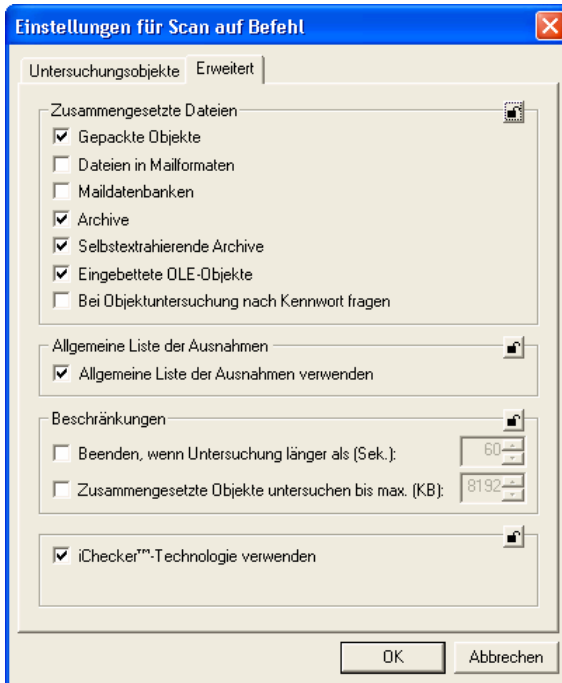 Einstellungen für Scan auf Befehl
Untersuchungsobjekte Erweitert
Zusammengesetzte Dateien
Gepackte Objekte
Dateien in Mailformaten
Maildatenbanken
Archive
Selbstextrahierende Archive
Eingebettete OLE-Objekte
Bei Objektuntersuchung nach Kennwort fragen
Allgemeine Liste der Ausnahmen
Allgemeine Liste der Ausnahmen verwenden
Beschränkungen
Beenden, wenn Untersuchung länger als (Sek.): 60
Zusammengesetzte Objekte untersuchen bis max. (KB): 8192
iChecker™-Technologie verwenden
OK Abbrechen